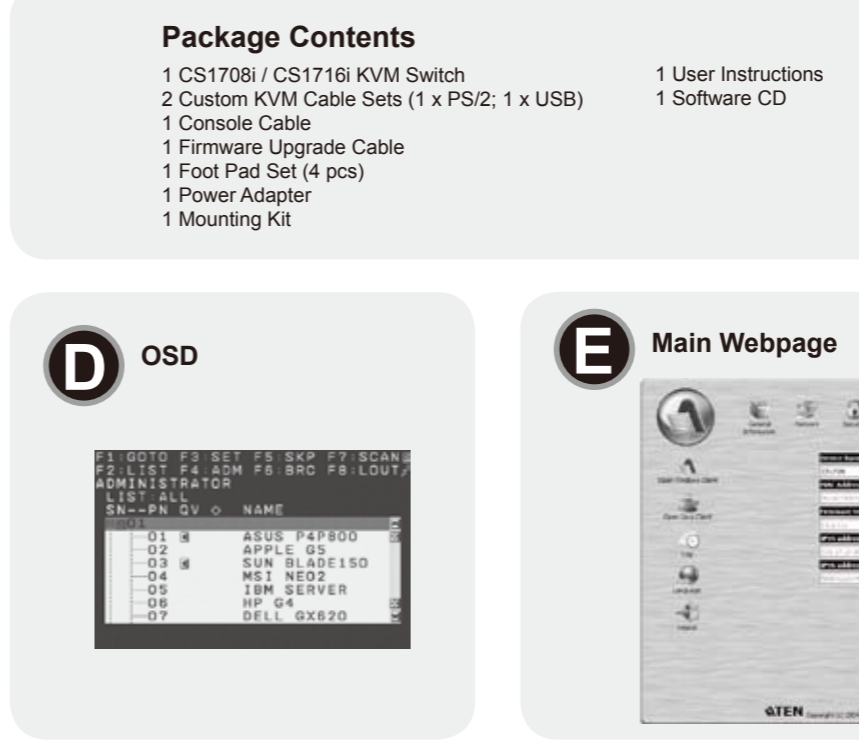 Package Contents
1 CS1708i / CS1716i KVM Switch
2 Custom KVM Cable Sets (1 x PS/2; 1 x USB)
1 Console Cable
1 Firmware Upgrade Cable
1 Foot Pad Set (4 pcs)
1 Power Adapter
1 Mounting Kit
1 User Instructions
1 Software CD
D
OSD
F1:GOTO F3:SET F5:SKP F7:SCAN
F2:LIST F4:ADM F6:BRC F8:LOUT
ADMINISTRATOR
LIST:ALL
SN--PN QV NAME
01
01 ASUS P4P800
02 APPLE G5
03 SUN BLADE150
04 MSI NEO2
05 IBM SERVER
06 HP G4
07 DELL GX620
E
Main Webpage
General
Network
ATEN